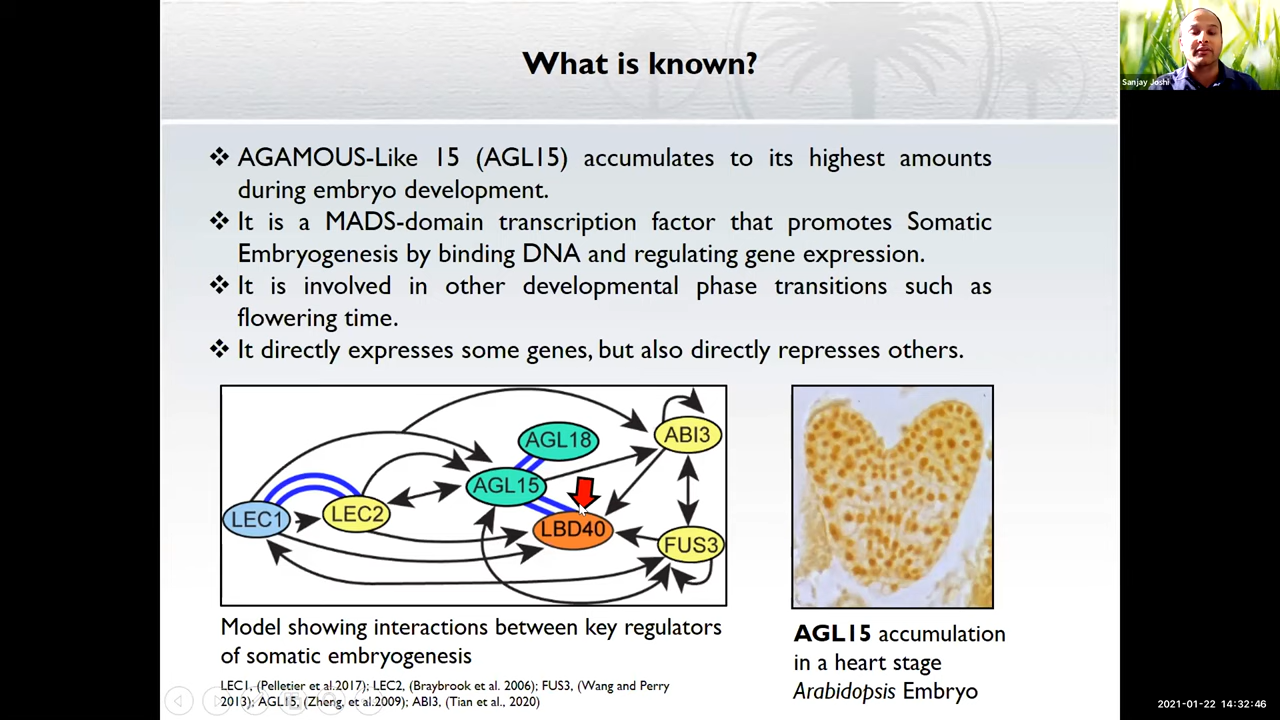 What is known?
Sanjay Joshi
❖ AGAMOUS-Like 15 (AGL15) accumulates to its highest amounts
during embryo development.
❖ It is a MADS-domain transcription factor that promotes Somatic
Embryogenesis by binding DNA and regulating gene expression.
❖ It is involved in other developmental phase transitions such as
flowering time.
❖ It directly expresses some genes, but also directly represses others.
AGL18
ABI3
AGL15
LEC1
LEC2
LBD40
FUS3
Model showing interactions between key regulators
of somatic embryogenesis
LEC1, (Pelletier et al.2017); LEC2, (Braybrook et al. 2006); FUS3, (Wang and Perry
2013); AGL15, (Zheng, et al.2009); ABI3, (Tian et al., 2020)
AGL15 accumulation
in a heart stage
Arabidopsis Embryo
2021-01-22 14:32:46